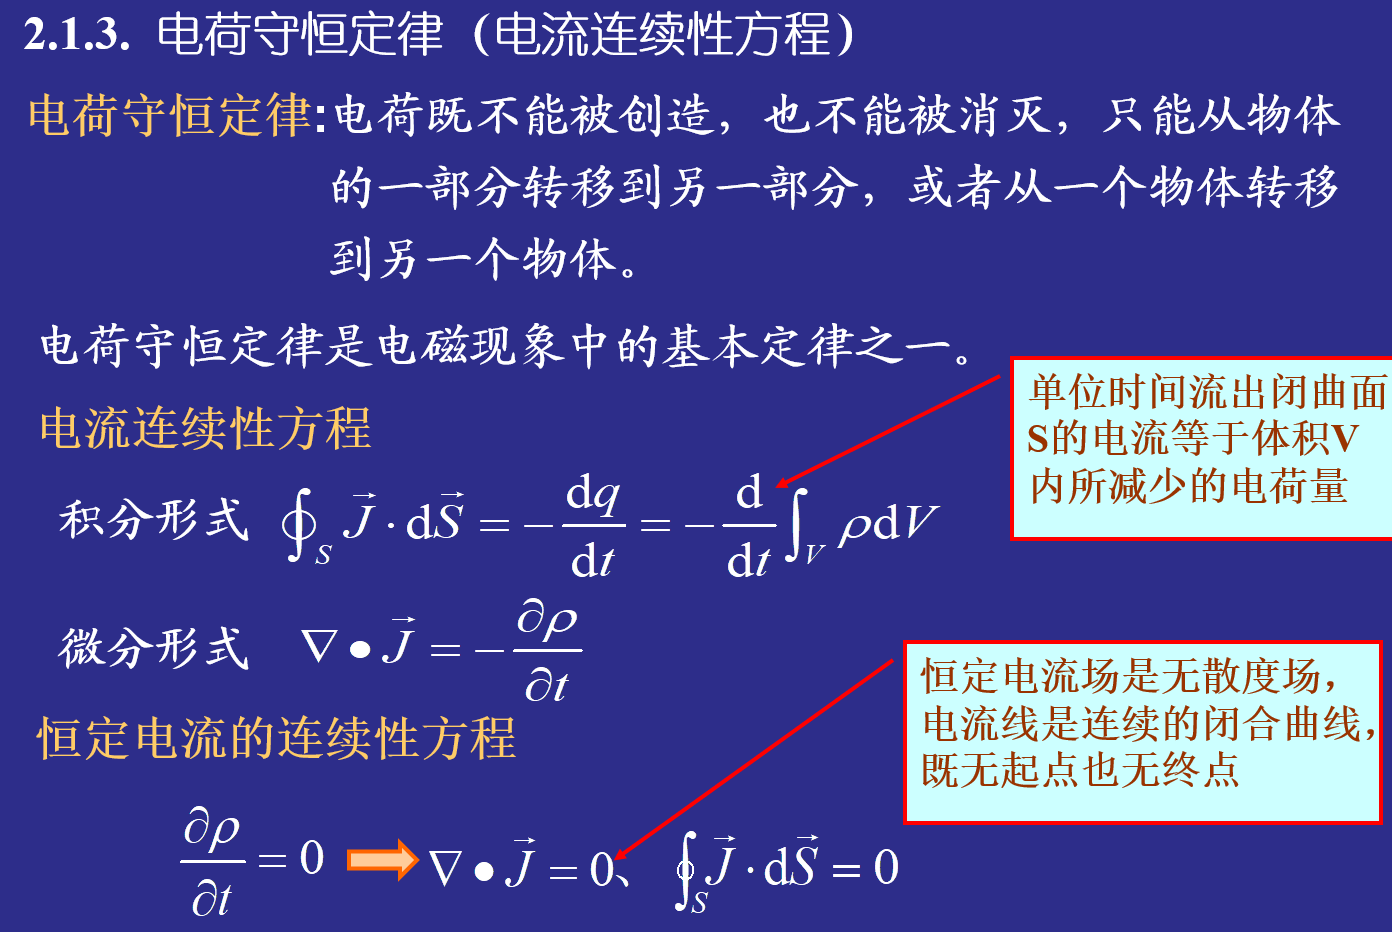 2.1.3. 电荷守恒定律（电流连续性方程）
电荷守恒定律:电荷既不能被创造，也不能被消灭，只能从物体
的一部分转移到另一部分，或者从一个物体转移
到另一个物体。
电荷守恒定律是电磁现象中的基本定律之一。
单位时间流出闭曲面
S的电流等于体积V
内所减少的电荷量
电流连续性方程
积分形式 $\oint_S \vec{J} \cdot \mathrm{d}\vec{S} = -\frac{\mathrm{d}q}{\mathrm{d}t} = -\frac{\mathrm{d}}{\mathrm{d}t}\int_V \rho \mathrm{d}V$
微分形式 $\nabla \bullet \vec{J} = -\frac{\partial \rho}{\partial t}$
恒定电流场是无散度场，
电流线是连续的闭合曲线，
既无起点也无终点
恒定电流的连续性方程
$\frac{\partial \rho}{\partial t} = 0$ $\nabla \bullet \vec{J} = 0$、 $\oint_S \vec{J} \cdot \mathrm{d}\vec{S} = 0$